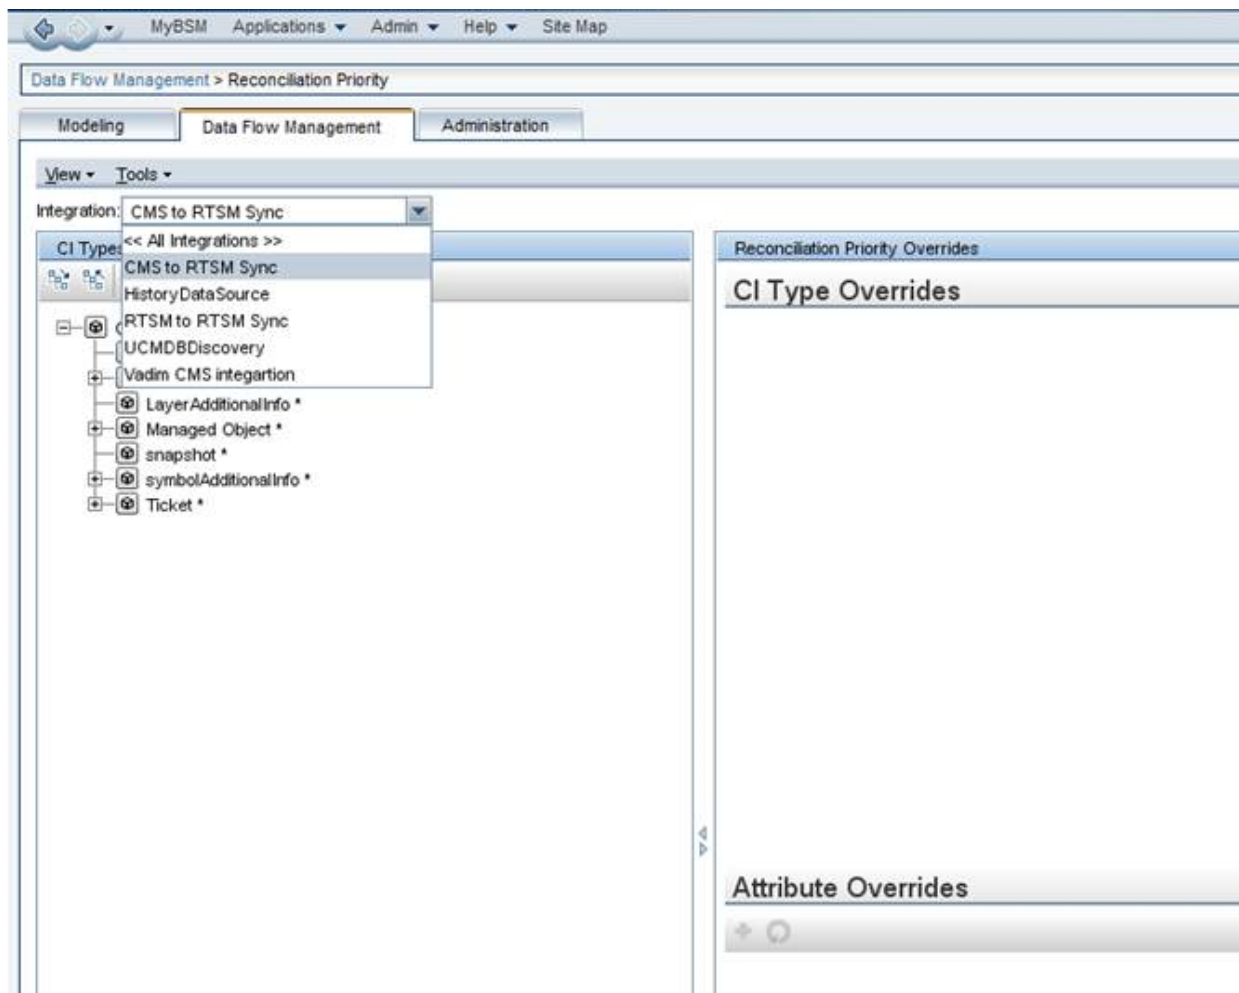 MyBSM Applications Admin Help Site Map
Data Flow Management > Reconciliation Priority
Modeling Data Flow Management Administration
View Tools
Integration: CMS to RTSM Sync
CI Types
<< All Integrations >>
CMS to RTSM Sync
HistoryDataSource
RTSM to RTSM Sync
UCMDBDiscovery
Vadim CMS integartion
LayerAdditionalInfo *
Managed Object *
snapshot *
symbolAdditionalInfo *
Ticket *
Reconciliation Priority Overrides
CI Type Overrides
Attribute Overrides